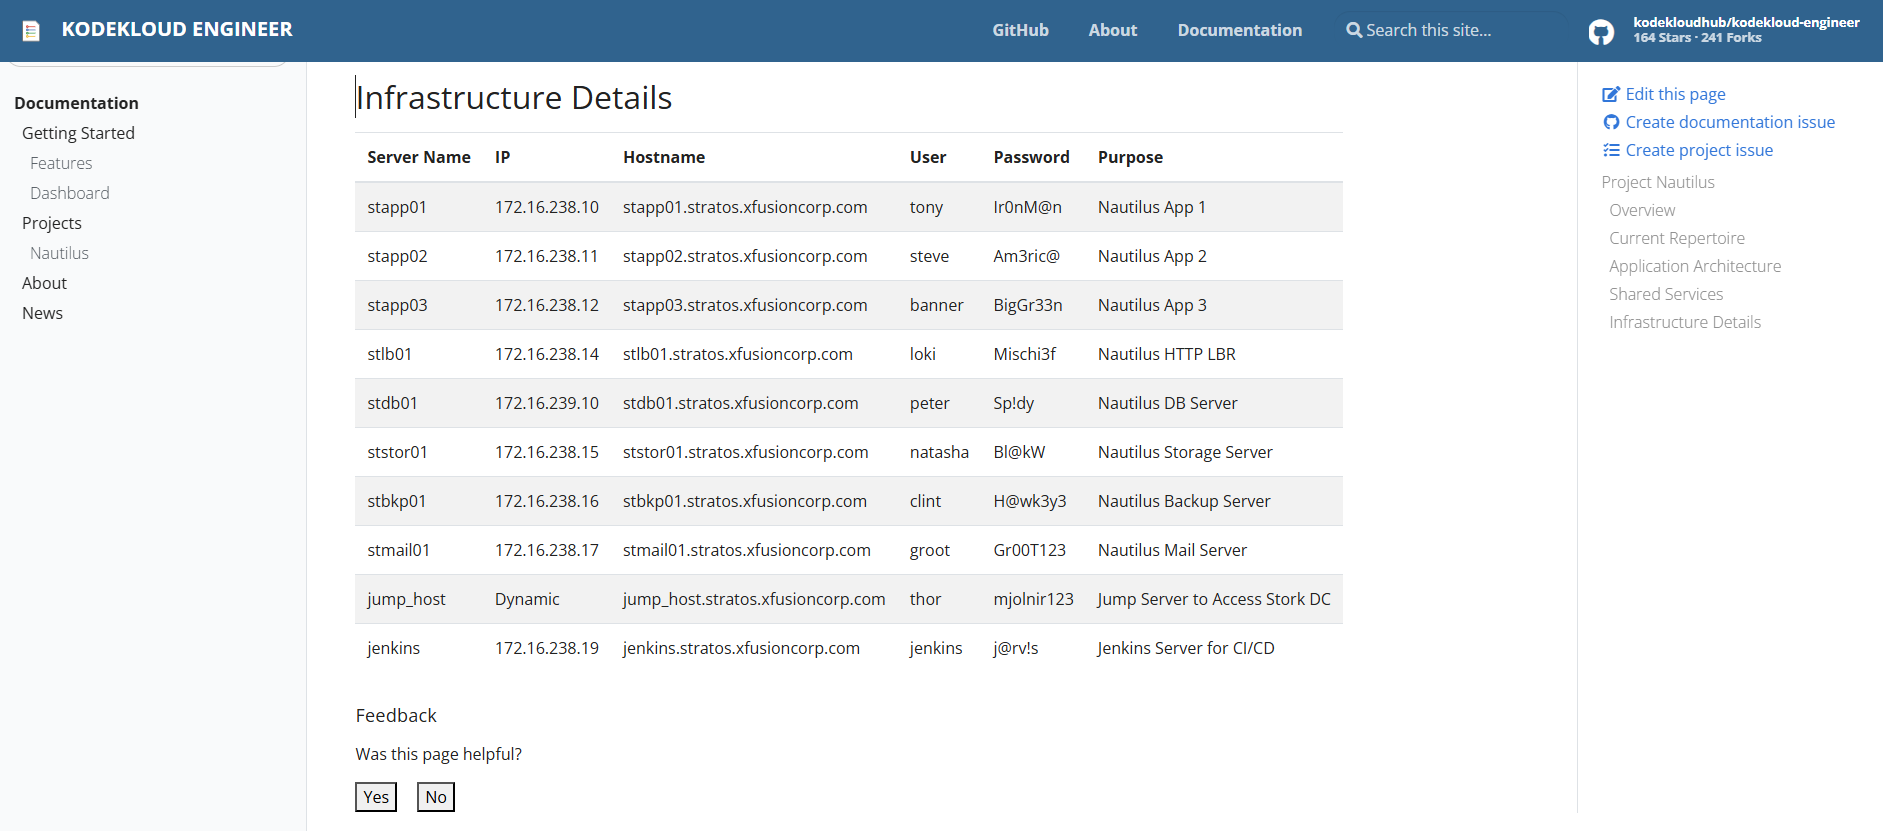 KODEKLOUD ENGINEER
GitHub About Documentation Search this site...
kodekloudhub/kodekloud-engineer
164 Stars · 241 Forks
Documentation
Getting Started
Features
Dashboard
Projects
Nautilus
About
News
Infrastructure Details
Server Name IP Hostname User Password Purpose
stapp01 172.16.238.10 stapp01.stratos.xfusioncorp.com tony Ir0nM@n Nautilus App 1
stapp02 172.16.238.11 stapp02.stratos.xfusioncorp.com steve Am3ric@ Nautilus App 2
stapp03 172.16.238.12 stapp03.stratos.xfusioncorp.com banner BigGr33n Nautilus App 3
stlb01 172.16.238.14 stlb01.stratos.xfusioncorp.com loki Mischi3f Nautilus HTTP LBR
stdb01 172.16.239.10 stdb01.stratos.xfusioncorp.com peter Sp!dy Nautilus DB Server
ststor01 172.16.238.15 ststor01.stratos.xfusioncorp.com natasha Bl@kW Nautilus Storage Server
stbkp01 172.16.238.16 stbkp01.stratos.xfusioncorp.com clint H@wk3y3 Nautilus Backup Server
stmail01 172.16.238.17 stmail01.stratos.xfusioncorp.com groot Gr00T123 Nautilus Mail Server
jump_host Dynamic jump_host.stratos.xfusioncorp.com thor mjolnir123 Jump Server to Access Stork DC
jenkins 172.16.238.19 jenkins.stratos.xfusioncorp.com jenkins j@rv!s Jenkins Server for CI/CD
Feedback
Was this page helpful?
Yes No
Edit this page
Create documentation issue
Create project issue
Project Nautilus
Overview
Current Repertoire
Application Architecture
Shared Services
Infrastructure Details